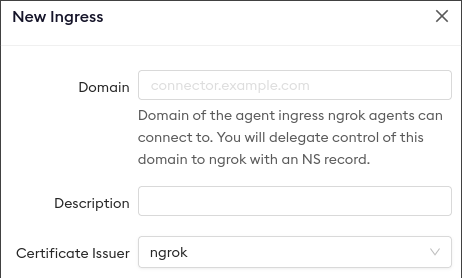 New Ingress
Domain
connector.example.com
Domain of the agent ingress ngrok agents can
connect to. You will delegate control of this
domain to ngrok with an NS record.
Description
Certificate Issuer
ngrok